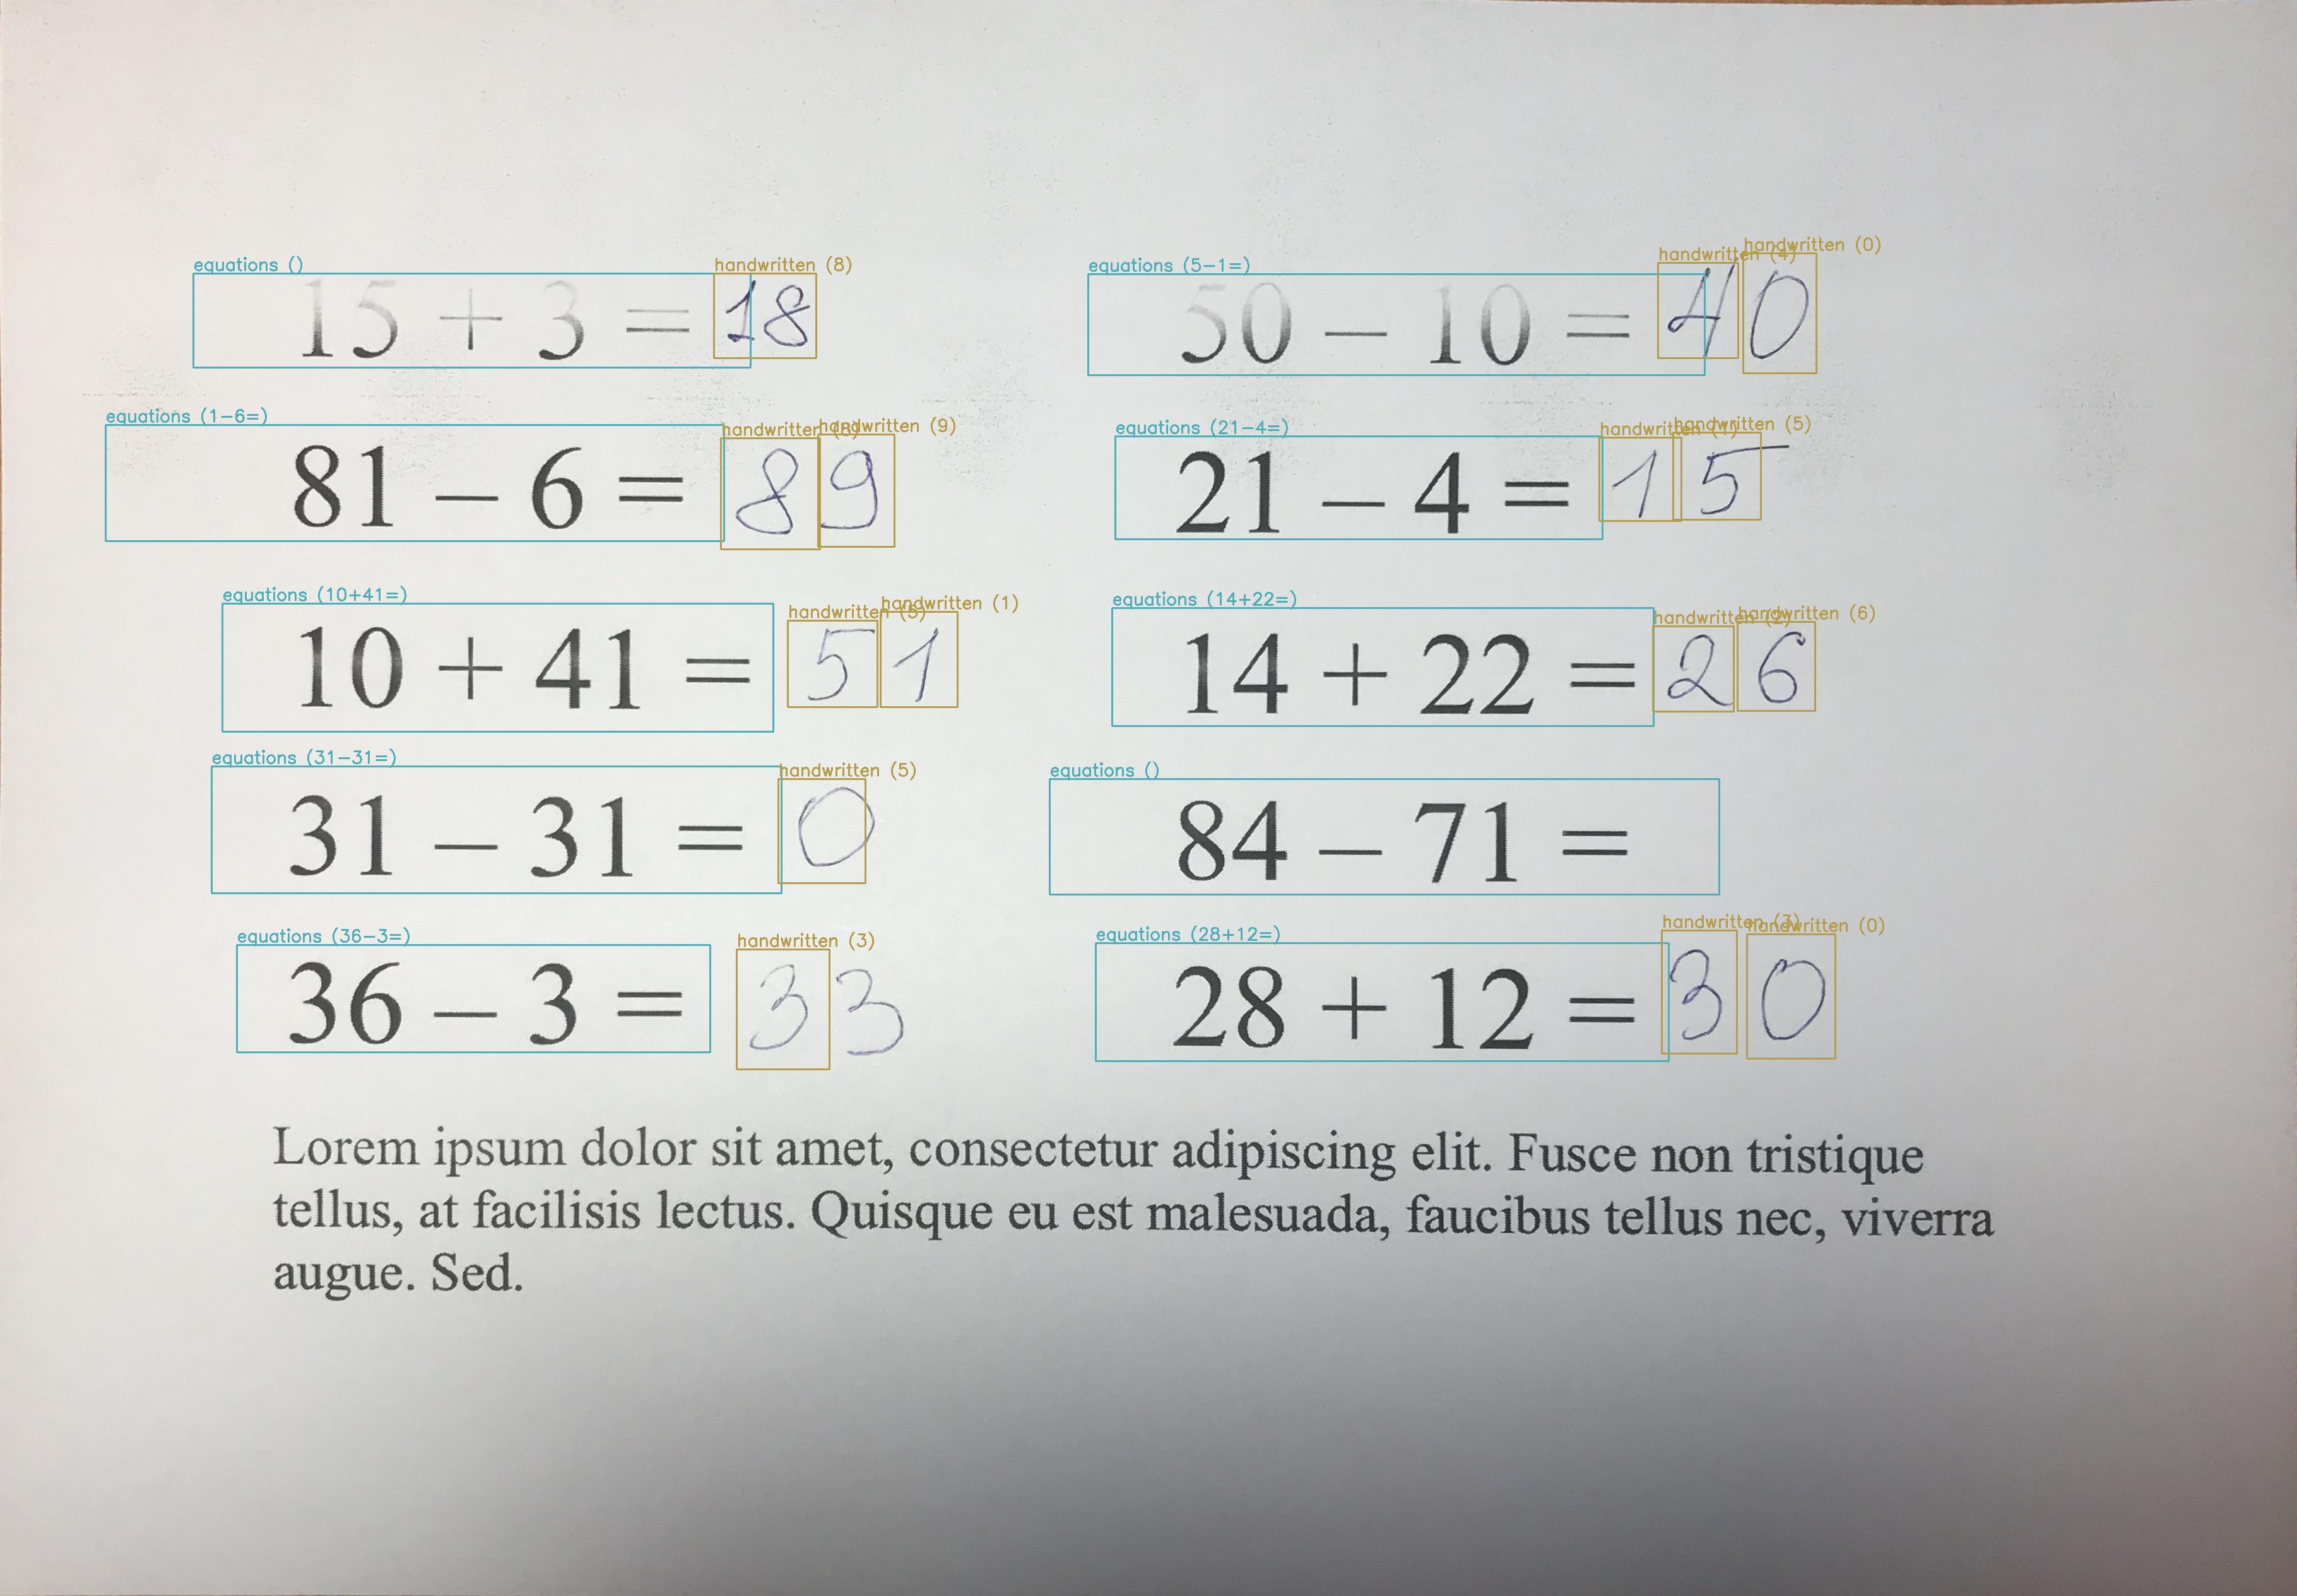 equations () handwritten (8) equations (5-1=) handwritten (4) handwritten (0)
15 + 3 = 18 50 – 10 = 40
equations (1-6=) handwritten (8) handwritten (9) equations (21-4=) handwritten (1) handwritten (5)
81 – 6 = 89 21 – 4 = 15
equations (10+41=) handwritten (5) handwritten (1) equations (14+22=) handwritten (2) handwritten (6)
10 + 41 = 51 14 + 22 = 26
equations (31-31=) handwritten (5) equations ()
31 – 31 = 0 84 – 71 =
equations (36-3=) handwritten (3) equations (28+12=) handwritten (3) handwritten (0)
36 – 3 = 33 28 + 12 = 30
Lorem ipsum dolor sit amet, consectetur adipiscing elit. Fusce non tristique
tellus, at facilisis lectus. Quisque eu est malesuada, faucibus tellus nec, viverra
augue. Sed.